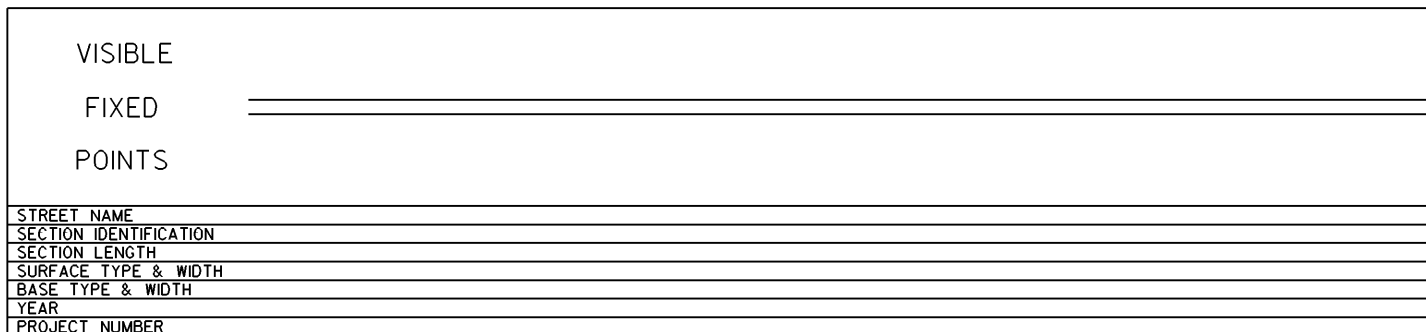 VISIBLE
FIXED
POINTS
STREET NAME
SECTION IDENTIFICATION
SECTION LENGTH
SURFACE TYPE & WIDTH
BASE TYPE & WIDTH
YEAR
PROJECT NUMBER